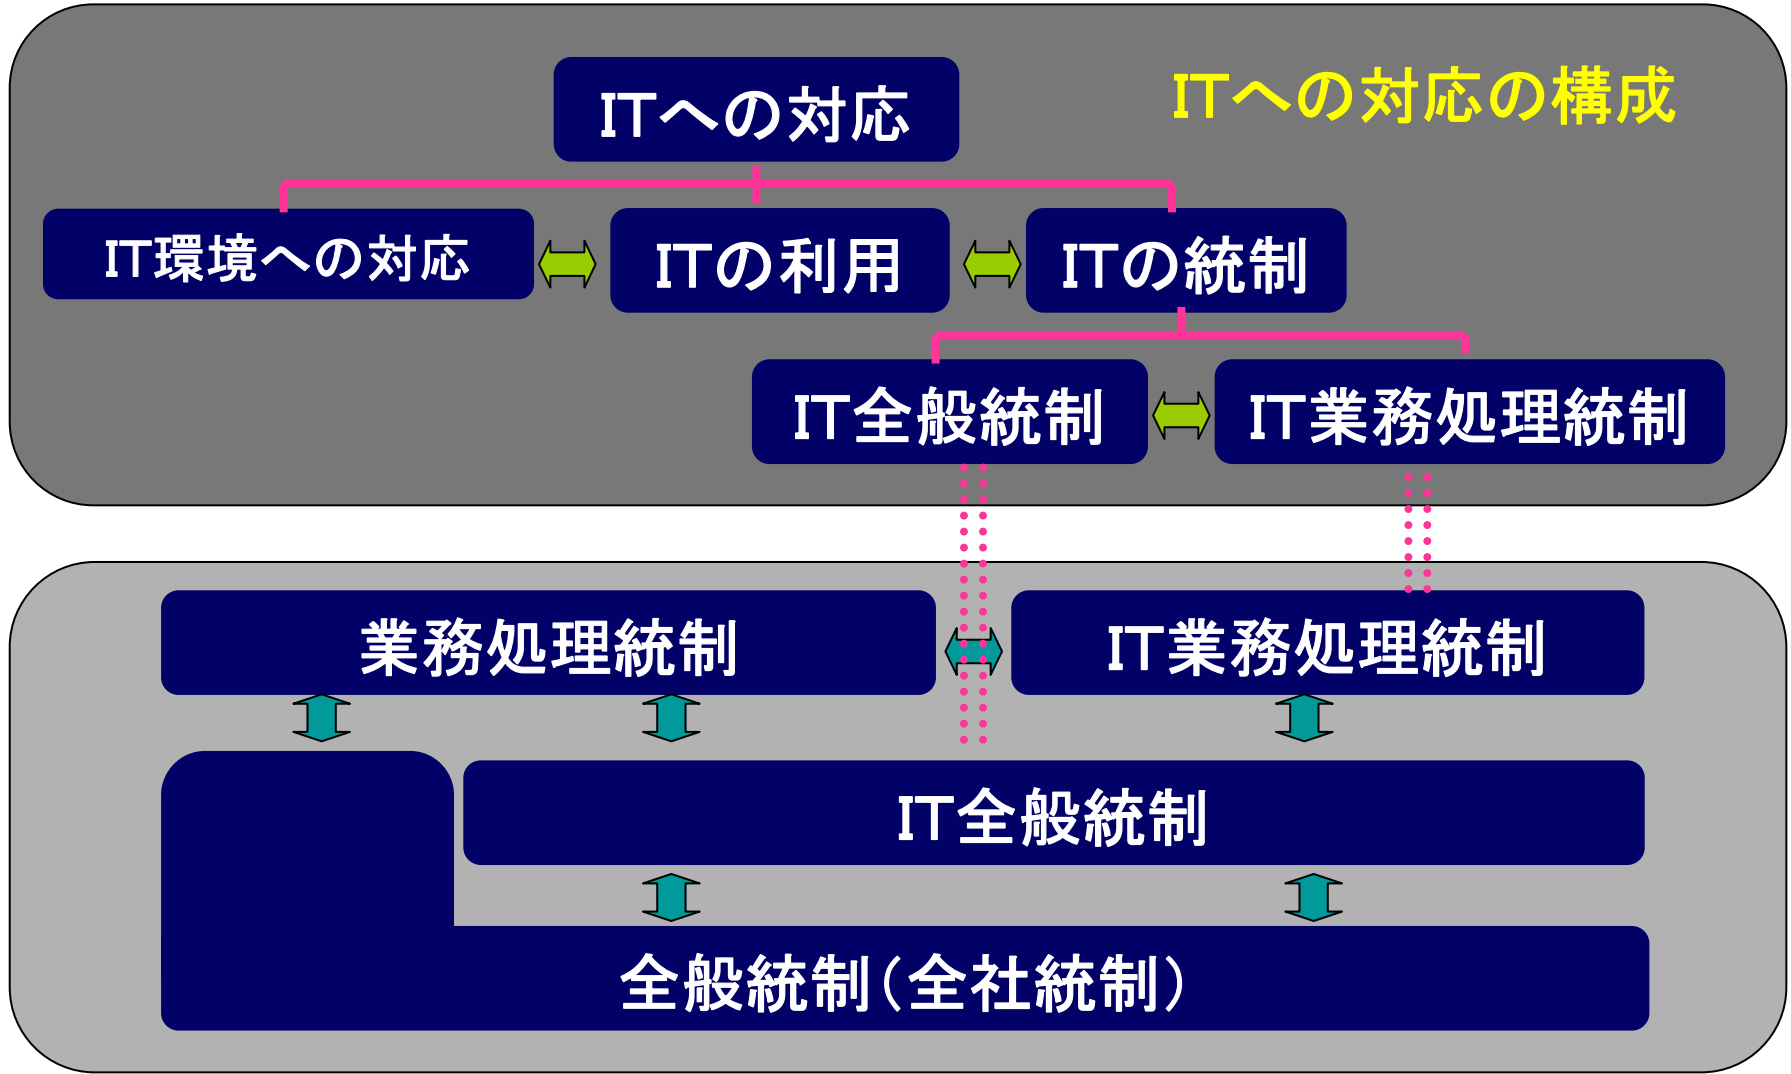 ITへの対応
ITへの対応の構成
IT環境への対応
ITの利用
ITの統制
IT全般統制
IT業務処理統制
業務処理統制
IT業務処理統制
IT全般統制
全般統制(全社統制)